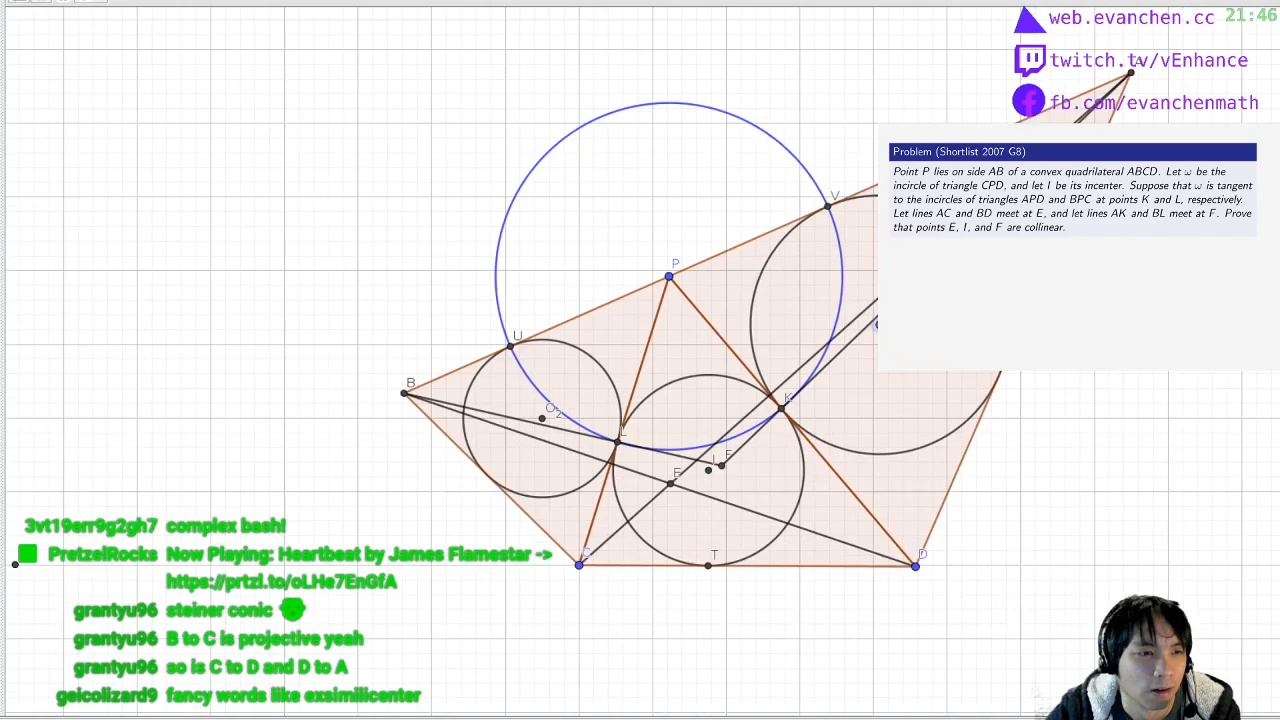 web.evanchen.cc 21:46
twitch.tv/vEnhance
fb.com/evanchenmath
Problem (Shortlist 2007 G8)
Point P lies on side AB of a convex quadrilateral ABCD. Let ω be the
incircle of triangle CPD, and let I be its incenter. Suppose that ω is tangent
to the incircles of triangles APD and BPC at points K and L, respectively.
Let lines AC and BD meet at E, and let lines AK and BL meet at F. Prove
that points E, I, and F are collinear.
V
P
U
B
O2
K
L
I
F
E
C
T
D
3vt19err9g2gh7 complex bash!
PretzelRocks Now Playing: Heartbeat by James Flamestar ->
https://prtzl.to/oLHe7EnGfA
grantyu96 steiner conic
grantyu96 B to C is projective yeah
grantyu96 so is C to D and D to A
geicolizard9 fancy words like exsimilicenter